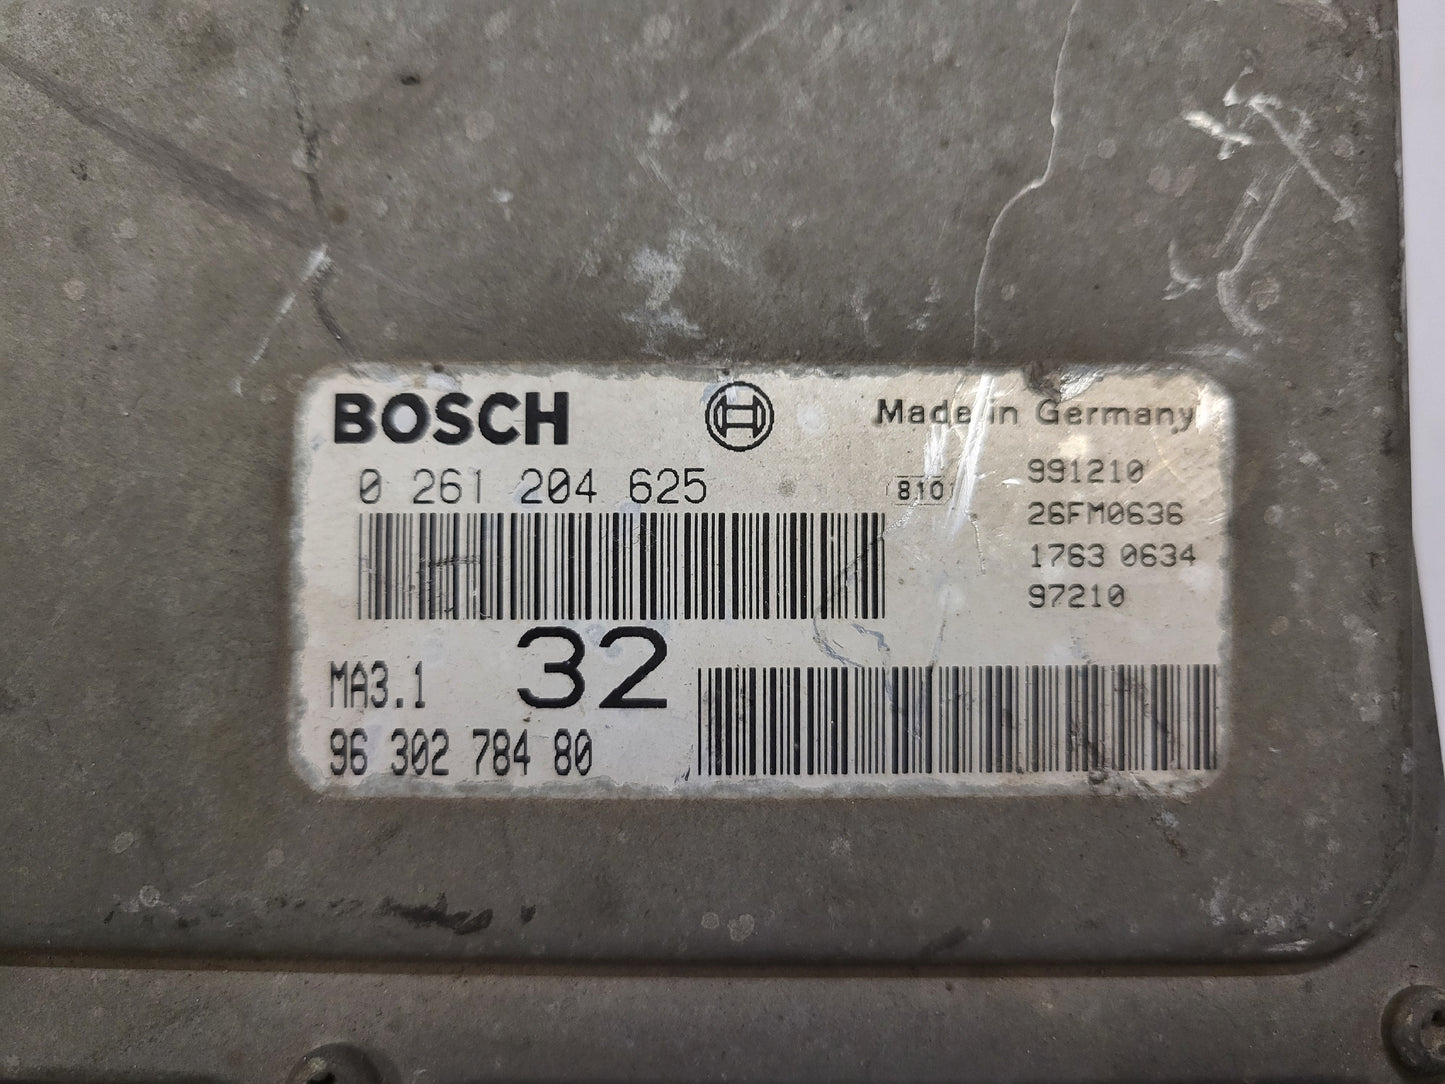 BOSCH
Made in Germany
0 261 204 625
810
991210
26FM0636
1763 0634
97210
MA3.1
32
96 302 784 80